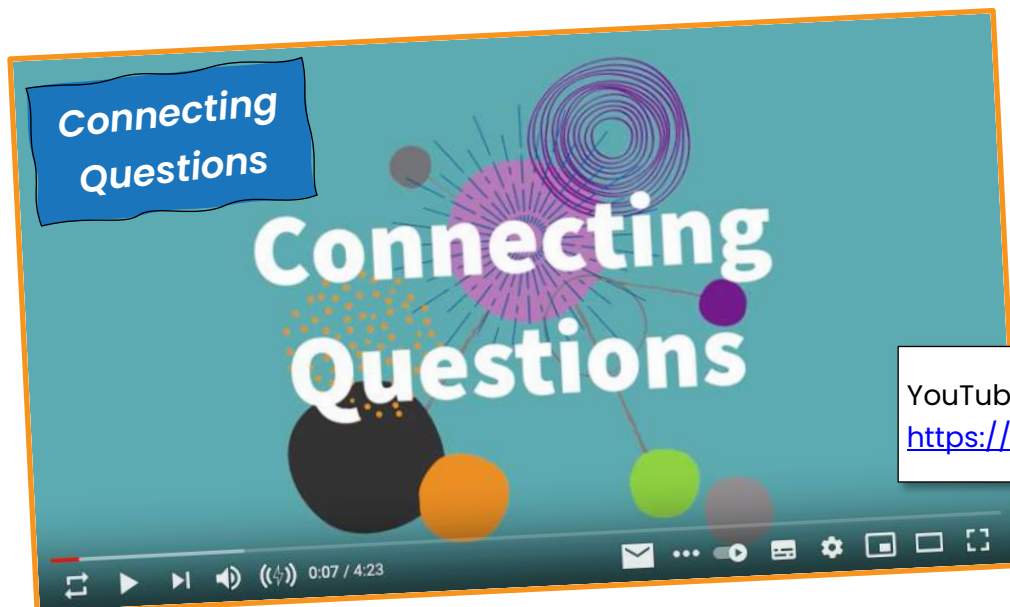 Connecting
Questions
Connecting
Questions
YouTub
https://
0:07 / 4:23